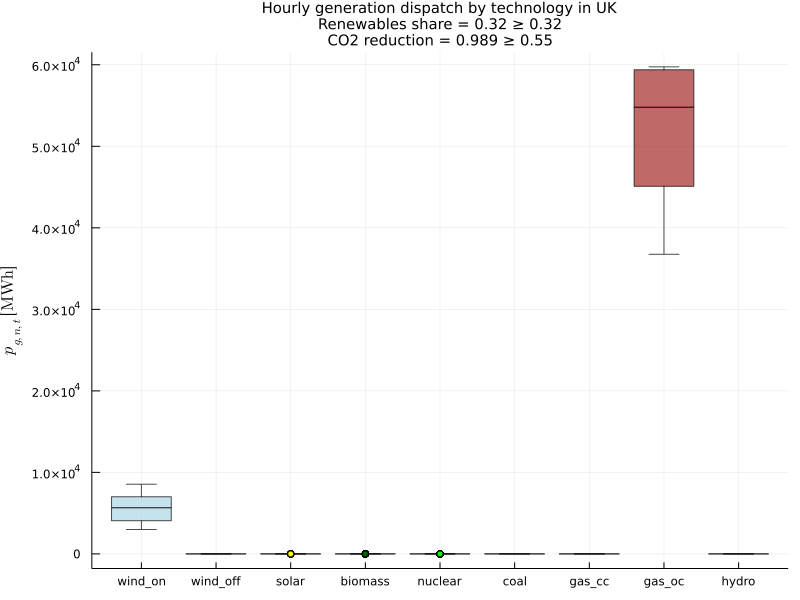 Hourly generation dispatch by technology in UK
Renewables share = 0.32 ≥ 0.32
CO2 reduction = 0.989 ≥ 0.55
6.0×10⁴
5.0×10⁴
4.0×10⁴
3.0×10⁴
2.0×10⁴
1.0×10⁴
0
p_{g,n,t} [MWh]
wind_on wind_off solar biomass nuclear coal gas_cc gas_oc hydro